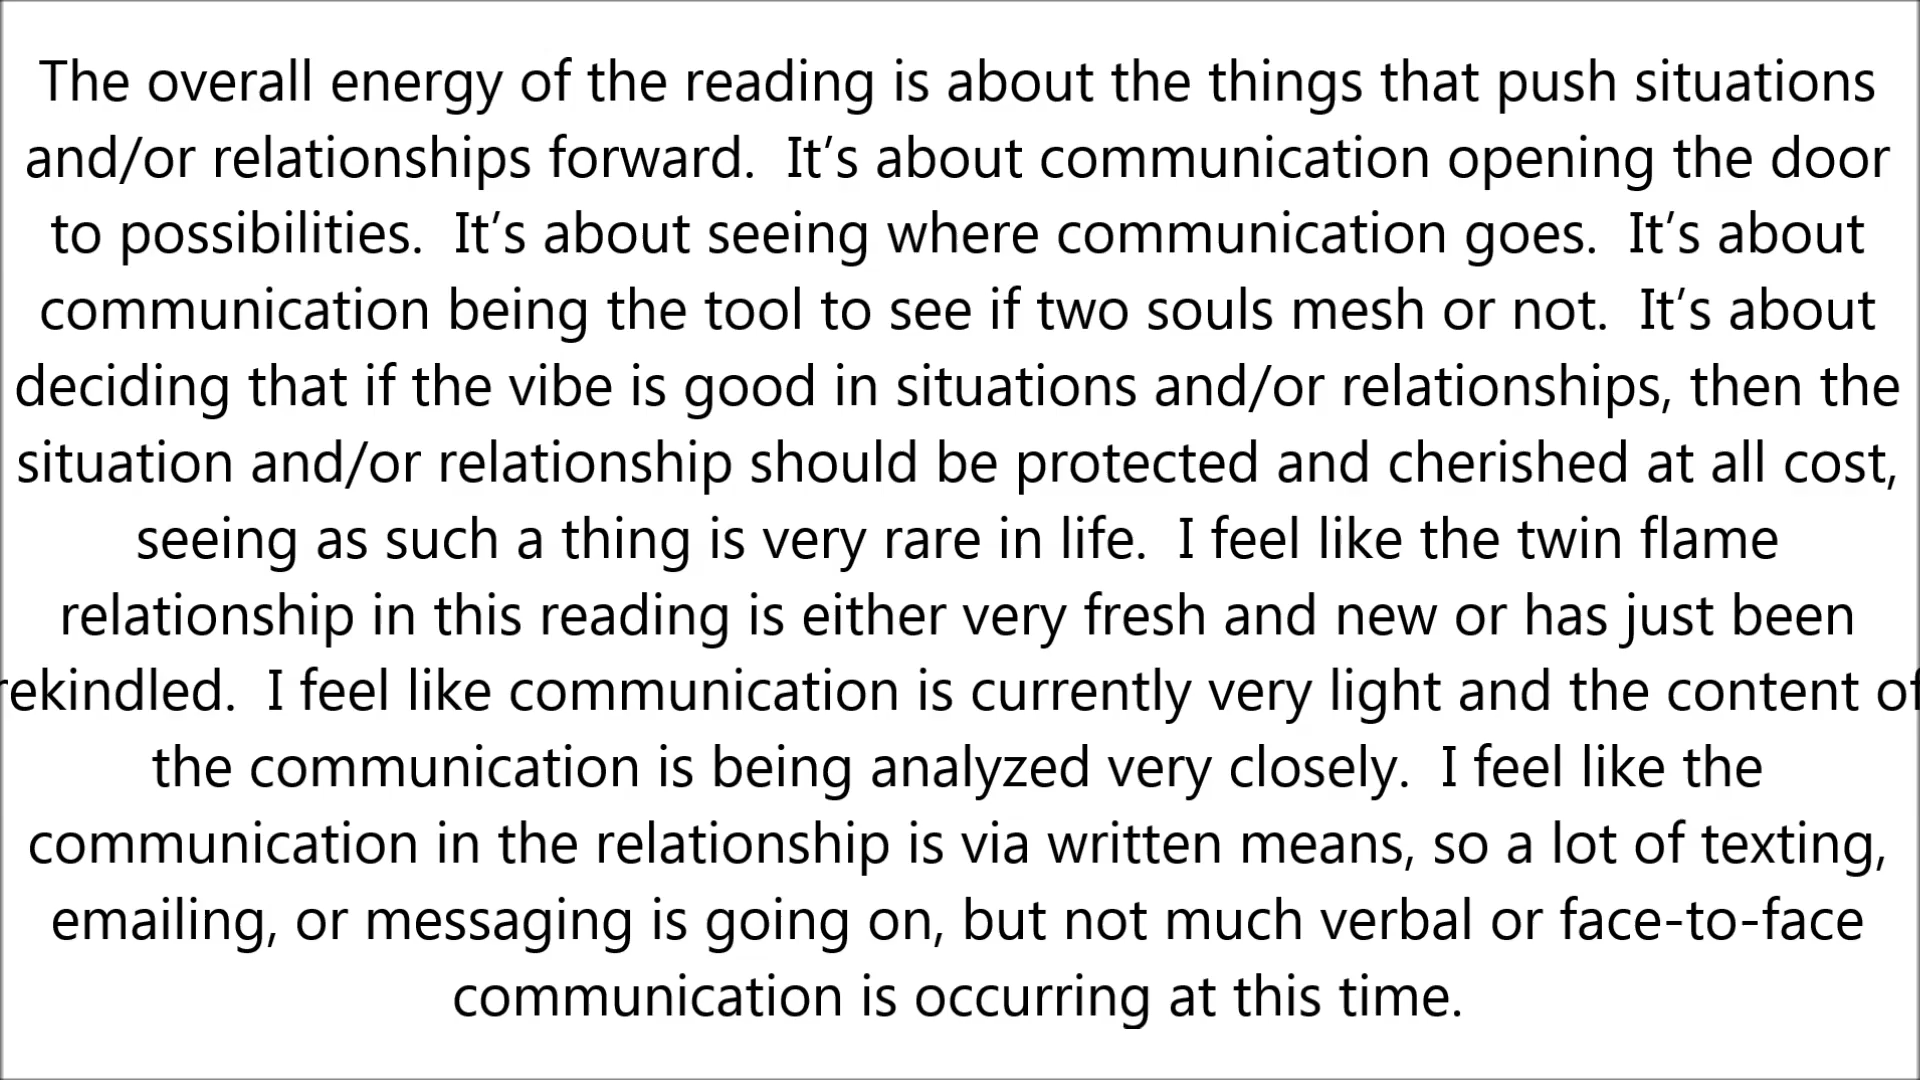 The overall energy of the reading is about the things that push situations
and/or relationships forward.  It’s about communication opening the door
to possibilities.  It’s about seeing where communication goes.  It’s about
communication being the tool to see if two souls mesh or not.  It’s about
deciding that if the vibe is good in situations and/or relationships, then the
situation and/or relationship should be protected and cherished at all cost,
seeing as such a thing is very rare in life.  I feel like the twin flame
relationship in this reading is either very fresh and new or has just been
rekindled.  I feel like communication is currently very light and the content of
the communication is being analyzed very closely.  I feel like the
communication in the relationship is via written means, so a lot of texting,
emailing, or messaging is going on, but not much verbal or face-to-face
communication is occurring at this time.